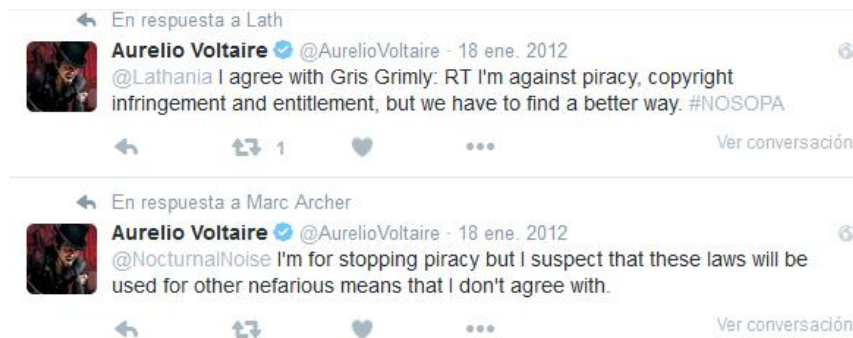 En respuesta a Lath
Aurelio Voltaire @AurelioVoltaire · 18 ene. 2012
@Lathania I agree with Gris Grimly: RT I'm against piracy, copyright
infringement and entitlement, but we have to find a better way. #NOSOPA
1
Ver conversación
En respuesta a Marc Archer
Aurelio Voltaire @AurelioVoltaire · 18 ene. 2012
@NocturnalNoise I'm for stopping piracy but I suspect that these laws will be
used for other nefarious means that I don't agree with.
Ver conversación